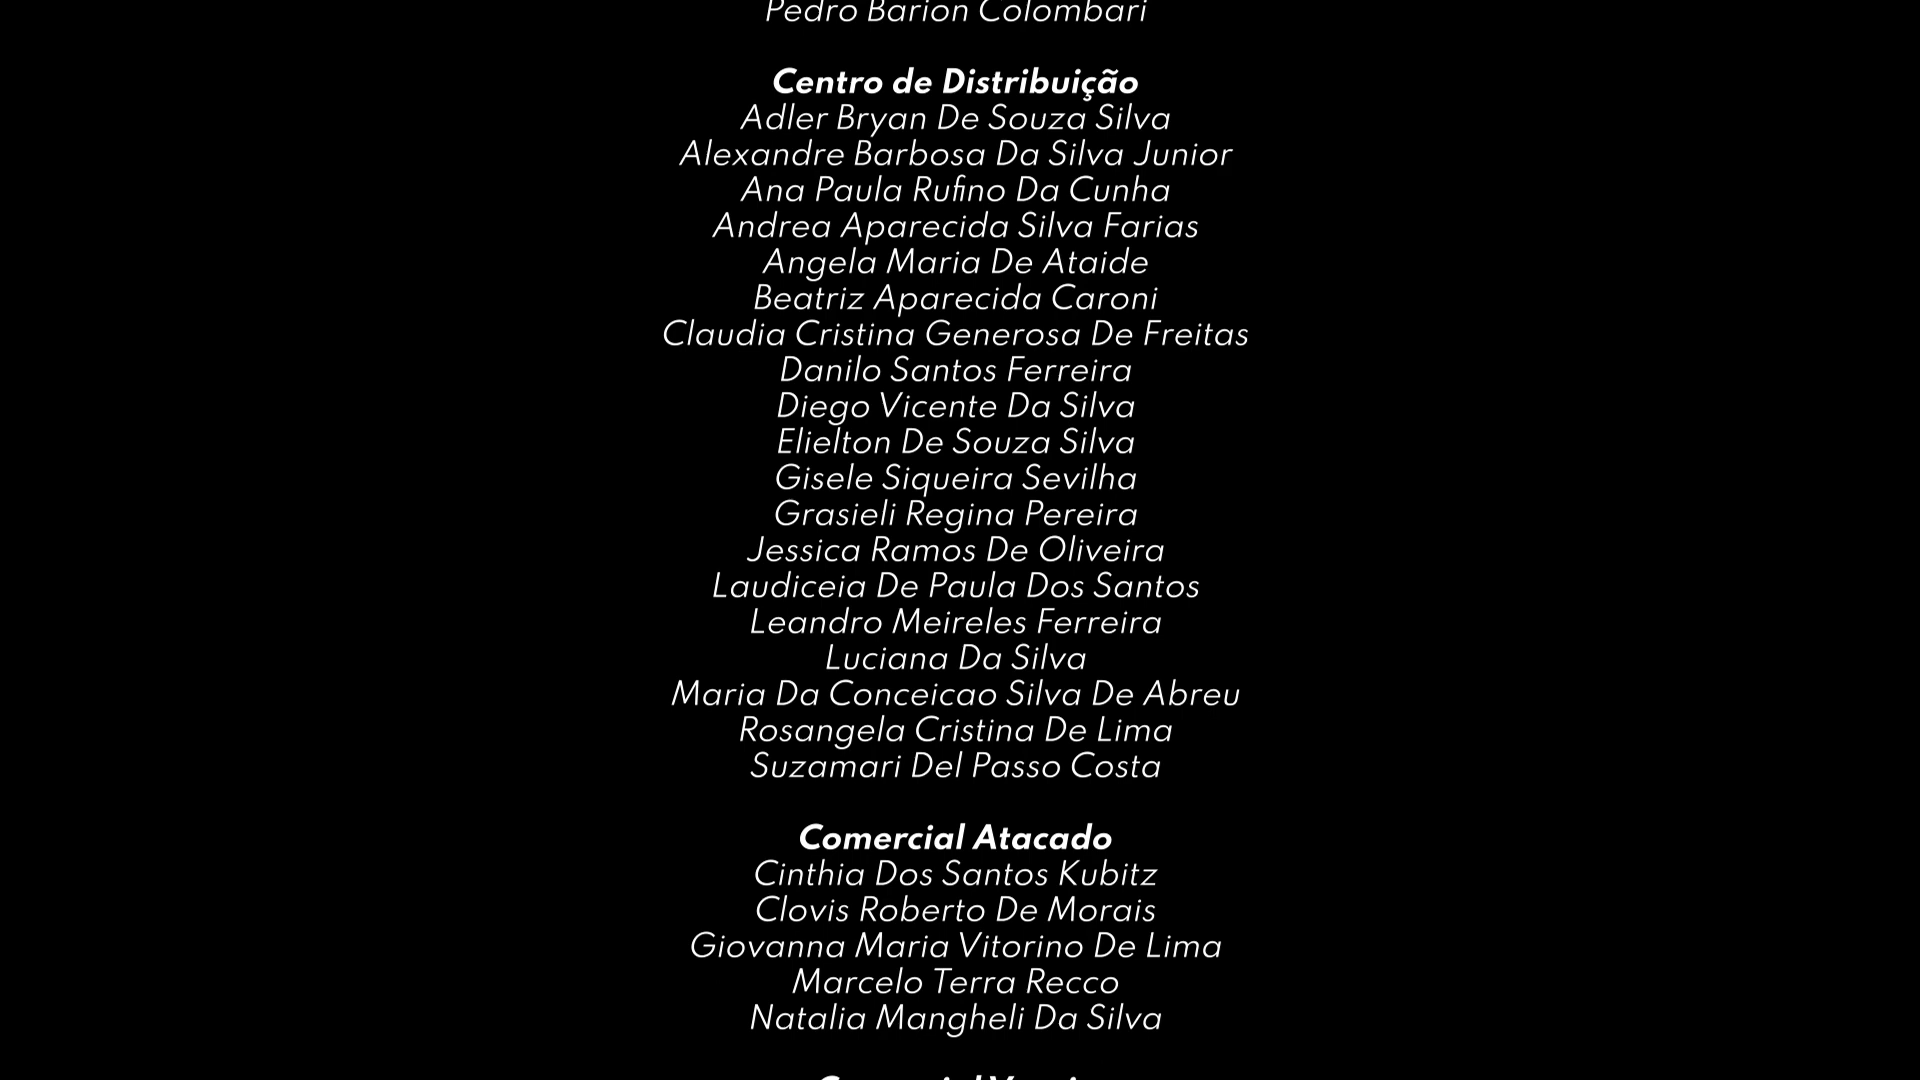 Pedro Barion Colombari
Centro de Distribuição
Adler Bryan De Souza Silva
Alexandre Barbosa Da Silva Junior
Ana Paula Rufino Da Cunha
Andrea Aparecida Silva Farias
Angela Maria De Ataide
Beatriz Aparecida Caroni
Claudia Cristina Generosa De Freitas
Danilo Santos Ferreira
Diego Vicente Da Silva
Elielton De Souza Silva
Gisele Siqueira Sevilha
Grasieli Regina Pereira
Jessica Ramos De Oliveira
Laudiceia De Paula Dos Santos
Leandro Meireles Ferreira
Luciana Da Silva
Maria Da Conceicao Silva De Abreu
Rosangela Cristina De Lima
Suzamari Del Passo Costa
Comercial Atacado
Cinthia Dos Santos Kubitz
Clovis Roberto De Morais
Giovanna Maria Vitorino De Lima
Marcelo Terra Recco
Natalia Mangheli Da Silva